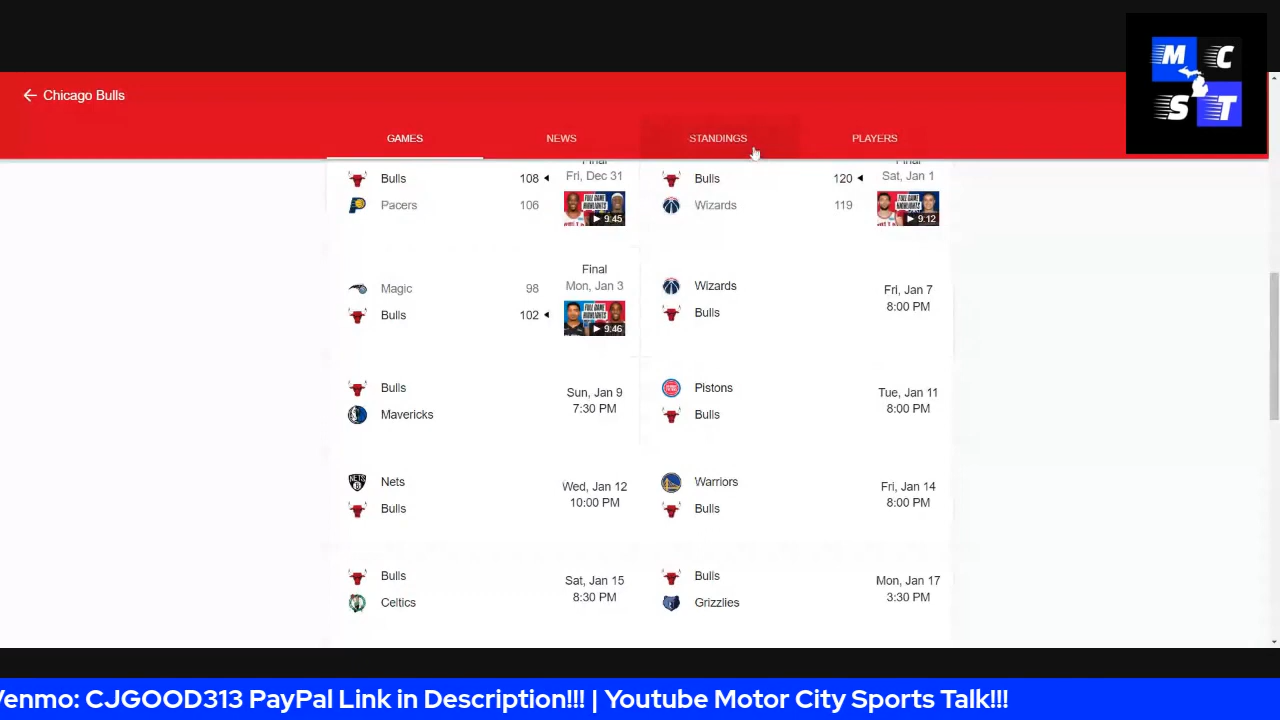 M C
S T
Chicago Bulls
GAMES NEWS STANDINGS PLAYERS
Final
Bulls 108
Fri, Dec 31
Pacers 106
9:45
Final
Bulls 120
Sat, Jan 1
Wizards 119
9:12
Final
Magic 98
Mon, Jan 3
Bulls 102
FULL GAME
HIGHLIGHTS
9:46
Wizards
Fri, Jan 7
Bulls
8:00 PM
Bulls
Sun, Jan 9
Mavericks
7:30 PM
Pistons
Tue, Jan 11
Bulls
8:00 PM
Nets
Wed, Jan 12
Bulls
10:00 PM
Warriors
Fri, Jan 14
Bulls
8:00 PM
Bulls
Sat, Jan 15
Celtics
8:30 PM
Bulls
Mon, Jan 17
Grizzlies
3:30 PM
Venmo: CJGOOD313 PayPal Link in Description!!! | Youtube Motor City Sports Talk!!!